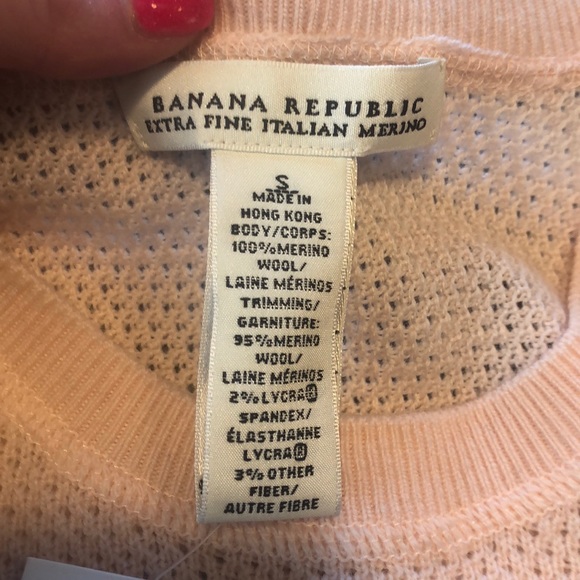 BANANA REPUBLIC
EXTRA FINE ITALIAN MERINO
S
MADE IN
HONG KONG
BODY/CORPS:
100%MERINO
WOOL/
LAINE MÉRINOS
TRIMMING/
GARNITURE:
95%MERINO
WOOL/
LAINE MÉRINOS
2%LYCRA®
SPANDEX/
ÉLASTHANNE
LYCRA®
3% OTHER
FIBER/
AUTRE FIBRE